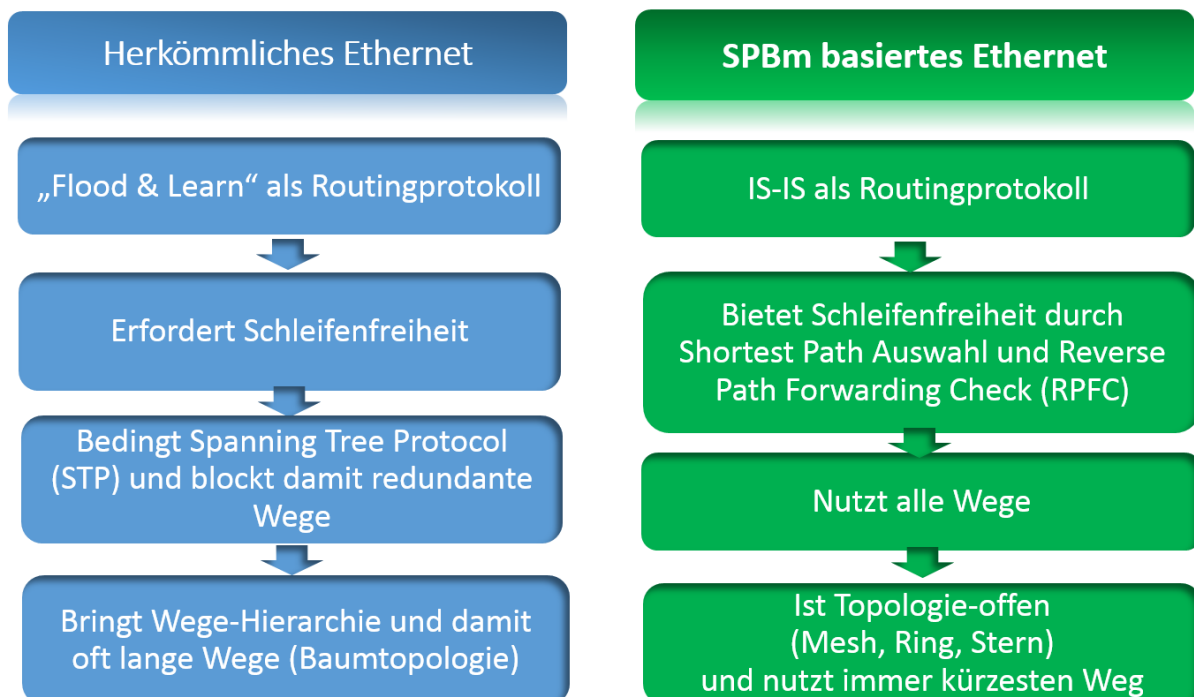 Herkömmliches Ethernet
„Flood & Learn“ als Routingprotokoll
Erfordert Schleifenfreiheit
Bedingt Spanning Tree Protocol
(STP) und blockt damit redundante
Wege
Bringt Wege-Hierarchie und damit
oft lange Wege (Baumtopologie)
SPBm basiertes Ethernet
IS-IS als Routingprotokoll
Bietet Schleifenfreiheit durch
Shortest Path Auswahl und Reverse
Path Forwarding Check (RPFC)
Nutzt alle Wege
Ist Topologie-offen
(Mesh, Ring, Stern)
und nutzt immer kürzesten Weg